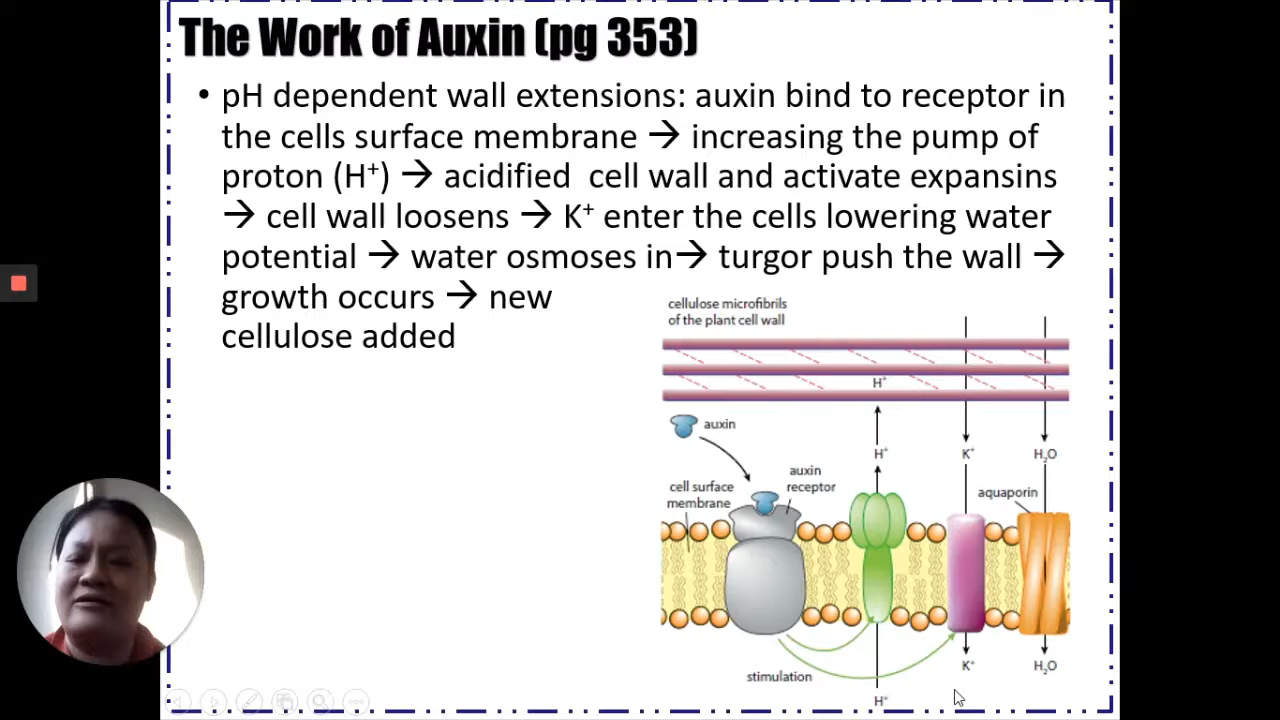 The Work of Auxin (pg 353)
• pH dependent wall extensions: auxin bind to receptor in
the cells surface membrane → increasing the pump of
proton (H⁺) → acidified  cell wall and activate expansins
→ cell wall loosens → K⁺ enter the cells lowering water
potential → water osmoses in→ turgor push the wall →
growth occurs → new
cellulose added
cellulose microfibrils
of the plant cell wall
H⁺
auxin
H⁺
K⁺
H₂O
auxin
receptor
cell surface
membrane
aquaporin
stimulation
K⁺
H₂O
H⁺